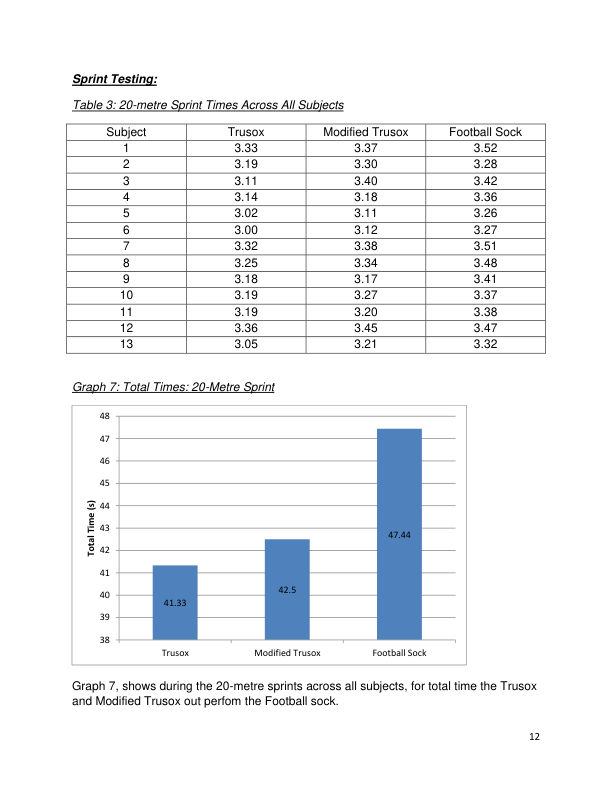 Sprint Testing:
Table 3: 20-metre Sprint Times Across All Subjects
Subject Trusox Modified Trusox Football Sock
1 3.33 3.37 3.52
2 3.19 3.30 3.28
3 3.11 3.40 3.42
4 3.14 3.18 3.36
5 3.02 3.11 3.26
6 3.00 3.12 3.27
7 3.32 3.38 3.51
8 3.25 3.34 3.48
9 3.18 3.17 3.41
10 3.19 3.27 3.37
11 3.19 3.20 3.38
12 3.36 3.45 3.47
13 3.05 3.21 3.32
Graph 7: Total Times: 20-Metre Sprint
Total Time (s)
48
47
46
45
44
43
42
41
40
39
38
41.33
42.5
47.44
Trusox Modified Trusox Football Sock
Graph 7, shows during the 20-metre sprints across all subjects, for total time the Trusox
and Modified Trusox out perfom the Football sock.
12